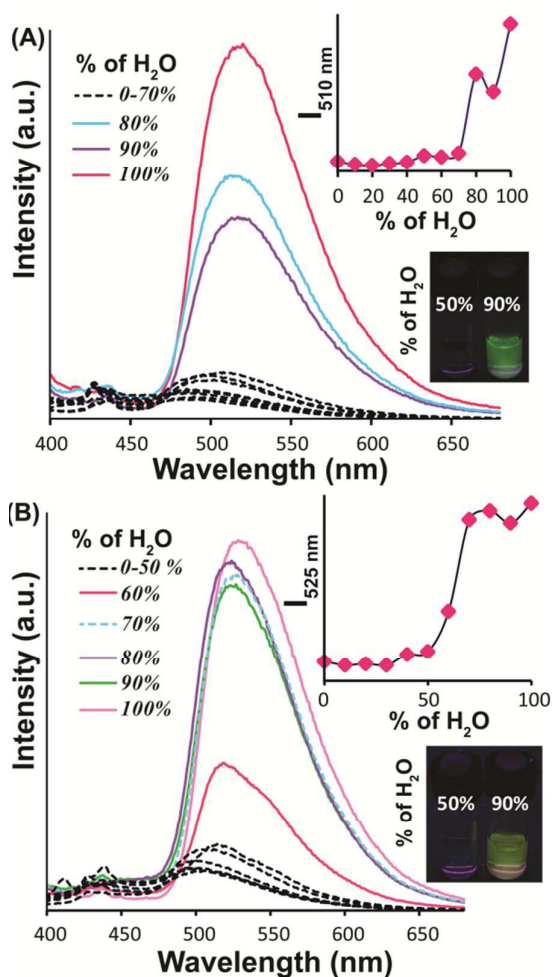 (A)
% of H₂O
0-70%
80%
90%
100%
Intensity (a.u.)
400 450 500 550 600 650
Wavelength (nm)
I510 nm
0 20 40 60 80 100
% of H₂O
% of H₂O
50% 90%
(B)
% of H₂O
0-50 %
60%
70%
80%
90%
100%
Intensity (a.u.)
400 450 500 550 600 650
Wavelength (nm)
I525 nm
0 50 100
% of H₂O
% of H₂O
50% 90%